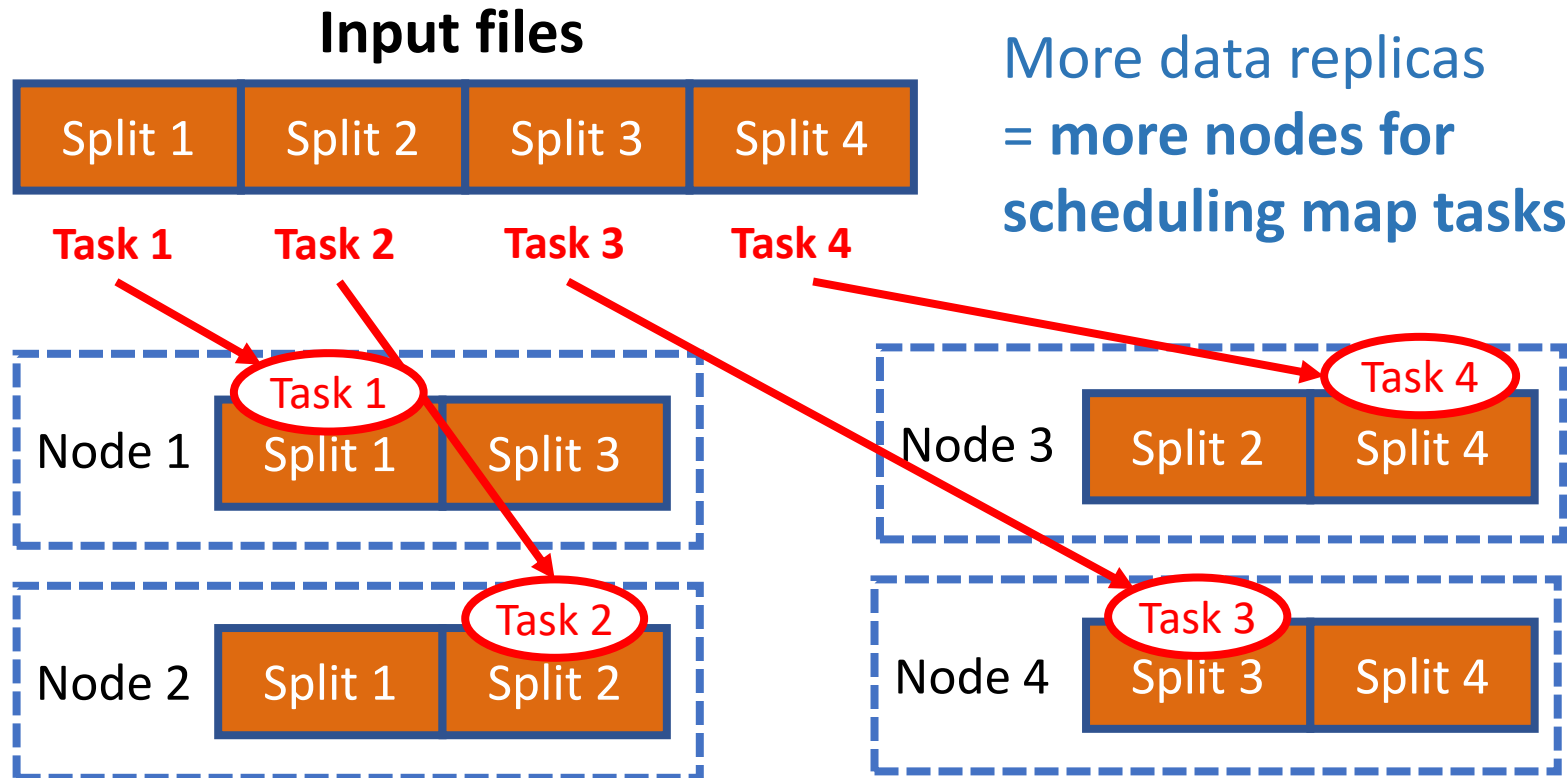 Input files
Split 1 Split 2 Split 3 Split 4
More data replicas
= more nodes for
scheduling map tasks
Task 1 Task 2 Task 3 Task 4
Task 1
Node 1 Split 1 Split 3
Task 4
Node 3 Split 2 Split 4
Task 2
Node 2 Split 1 Split 2
Task 3
Node 4 Split 3 Split 4